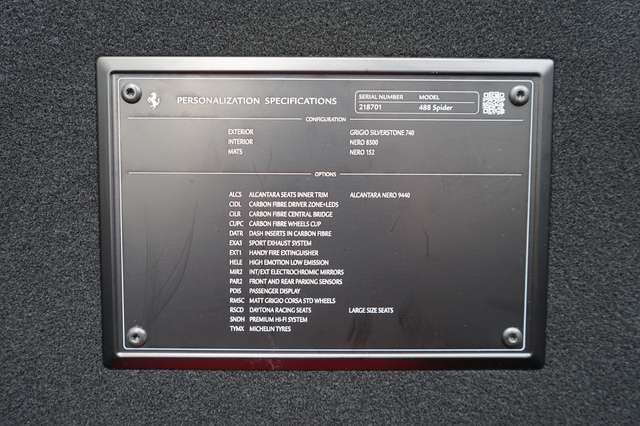 PERSONALIZATION SPECIFICATIONS
SERIAL NUMBER MODEL
218701 488 Spider
CONFIGURATION
EXTERIOR GRIGIO SILVERSTONE 740
INTERIOR NERO 8500
MATS NERO 152
OPTIONS
ALCS ALCANTARA SEATS INNER TRIM ALCANTARA NERO 9440
CIDL CARBON FIBRE DRIVER ZONE+LEDS
CILR CARBON FIBRE CENTRAL BRIDGE
CUPC CARBON FIBRE WHEELS CUP
DATR DASH INSERTS IN CARBON FIBRE
EXA3 SPORT EXHAUST SYSTEM
EXT1 HANDY FIRE EXTINGUISHER
HELE HIGH EMOTION LOW EMISSION
MIR2 INT/EXT ELECTROCHROMIC MIRRORS
PAR2 FRONT AND REAR PARKING SENSORS
PDIS PASSENGER DISPLAY
RMSC MATT GRIGIO CORSA STD WHEELS
RSCD DAYTONA RACING SEATS LARGE SIZE SEATS
SNDN PREMIUM HI-FI SYSTEM
TYMX MICHELIN TYRES